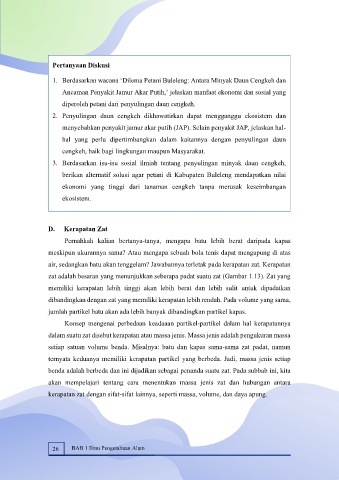 Pertanyaan Diskusi
1. Berdasarkan wacana ‘Dilema Petani Buleleng: Antara Minyak Daun Cengkeh dan
Ancaman Penyakit Jamur Akar Putih,’ jelaskan manfaat ekonomi dan sosial yang
diperoleh petani dari penyulingan daun cengkeh.
2. Penyulingan daun cengkeh dikhawatirkan dapat mengganggu ekosistem dan
menyebabkan penyakit jamur akar putih (JAP). Selain penyakit JAP, jelaskan hal-
hal yang perlu dipertimbangkan dalam kaitannya dengan penyulingan daun
cengkeh, baik bagi lingkungan maupun Masyarakat.
3. Berdasarkan isu-isu sosial ilmiah tentang penyulingan minyak daun cengkeh,
berikan alternatif solusi agar petani di Kabupaten Buleleng mendapatkan nilai
ekonomi yang tinggi dari tanaman cengkeh tanpa merusak keseimbangan
ekosistem.
D. Kerapatan Zat
Pernahkah kalian bertanya-tanya, mengapa batu lebih berat daripada kapas
meskipun ukurannya sama? Atau mengapa sebuah bola tenis dapat mengapung di atas
air, sedangkan batu akan tenggelam? Jawabannya terletak pada kerapatan zat. Kerapatan
zat adalah besaran yang menunjukkan seberapa padat suatu zat (Gambar 1.13). Zat yang
memiliki kerapatan lebih tinggi akan lebih berat dan lebih sulit untuk dipadatkan
dibandingkan dengan zat yang memiliki kerapatan lebih rendah. Pada volume yang sama,
jumlah partikel batu akan ada lebih banyak dibandingkan partikel kapas.
Konsep mengenai perbedaan keadaaan partikel-partikel dalam hal kerapatannya
dalam suatu zat disebut kerapatan atau massa jenis. Massa jenis adalah pengukuran massa
setiap satuan volume benda. Misalnya: batu dan kapas sama-sama zat padat, namun
ternyata keduanya memiliki kerapatan partikel yang berbeda. Jadi, massa jenis setiap
benda adalah berbeda dan ini dijadikan sebagai penanda suatu zat. Pada subbab ini, kita
akan mempelajari tentang cara menentukan massa jenis zat dan hubungan antara
kerapatan zat dengan sifat-sifat lainnya, seperti massa, volume, dan daya apung.
26 BAB 1 Ilmu Pengetahuan Alam